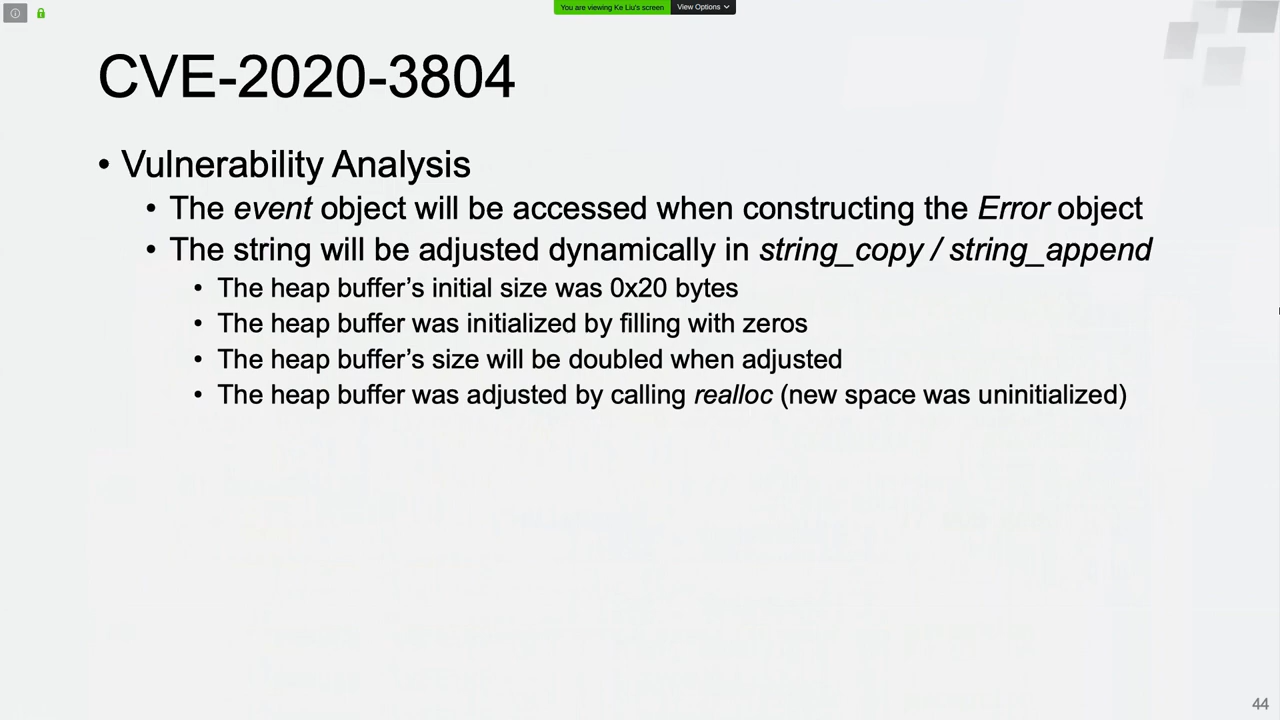 You are viewing Ke Liu's screen
View Options
CVE-2020-3804
• Vulnerability Analysis
• The event object will be accessed when constructing the Error object
• The string will be adjusted dynamically in string_copy / string_append
• The heap buffer’s initial size was 0x20 bytes
• The heap buffer was initialized by filling with zeros
• The heap buffer’s size will be doubled when adjusted
• The heap buffer was adjusted by calling realloc (new space was uninitialized)
44